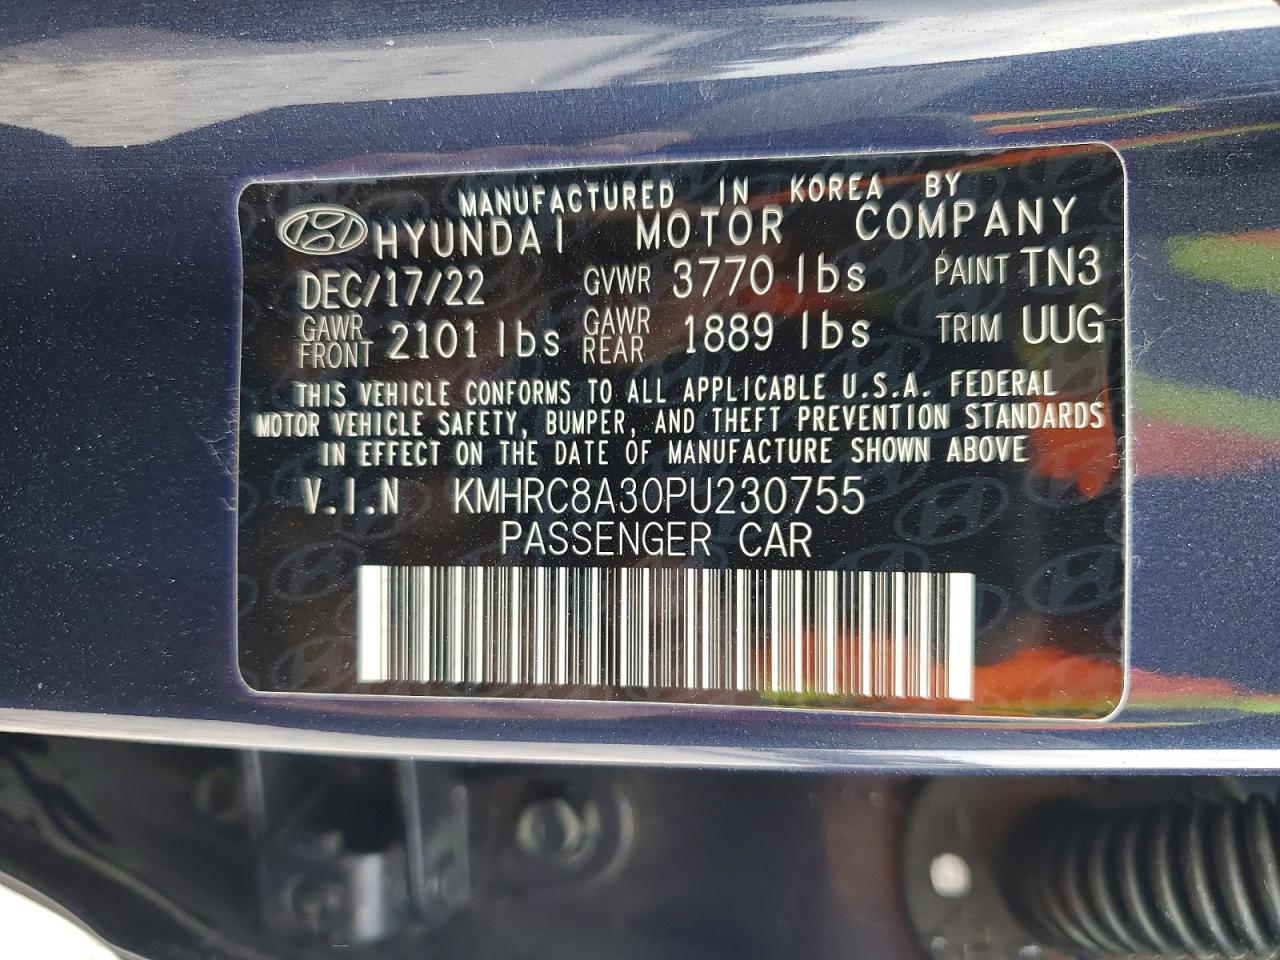 MANUFACTURED IN KOREA BY
HYUNDAI MOTOR COMPANY
DEC/17/22 GVWR 3770 lbs PAINT TN3
GAWR FRONT 2101 lbs GAWR REAR 1889 lbs TRIM UUG
THIS VEHICLE CONFORMS TO ALL APPLICABLE U.S.A. FEDERAL
MOTOR VEHICLE SAFETY, BUMPER, AND THEFT PREVENTION STANDARDS
IN EFFECT ON THE DATE OF MANUFACTURE SHOWN ABOVE
V.I.N KMHRC8A30PU230755
PASSENGER CAR